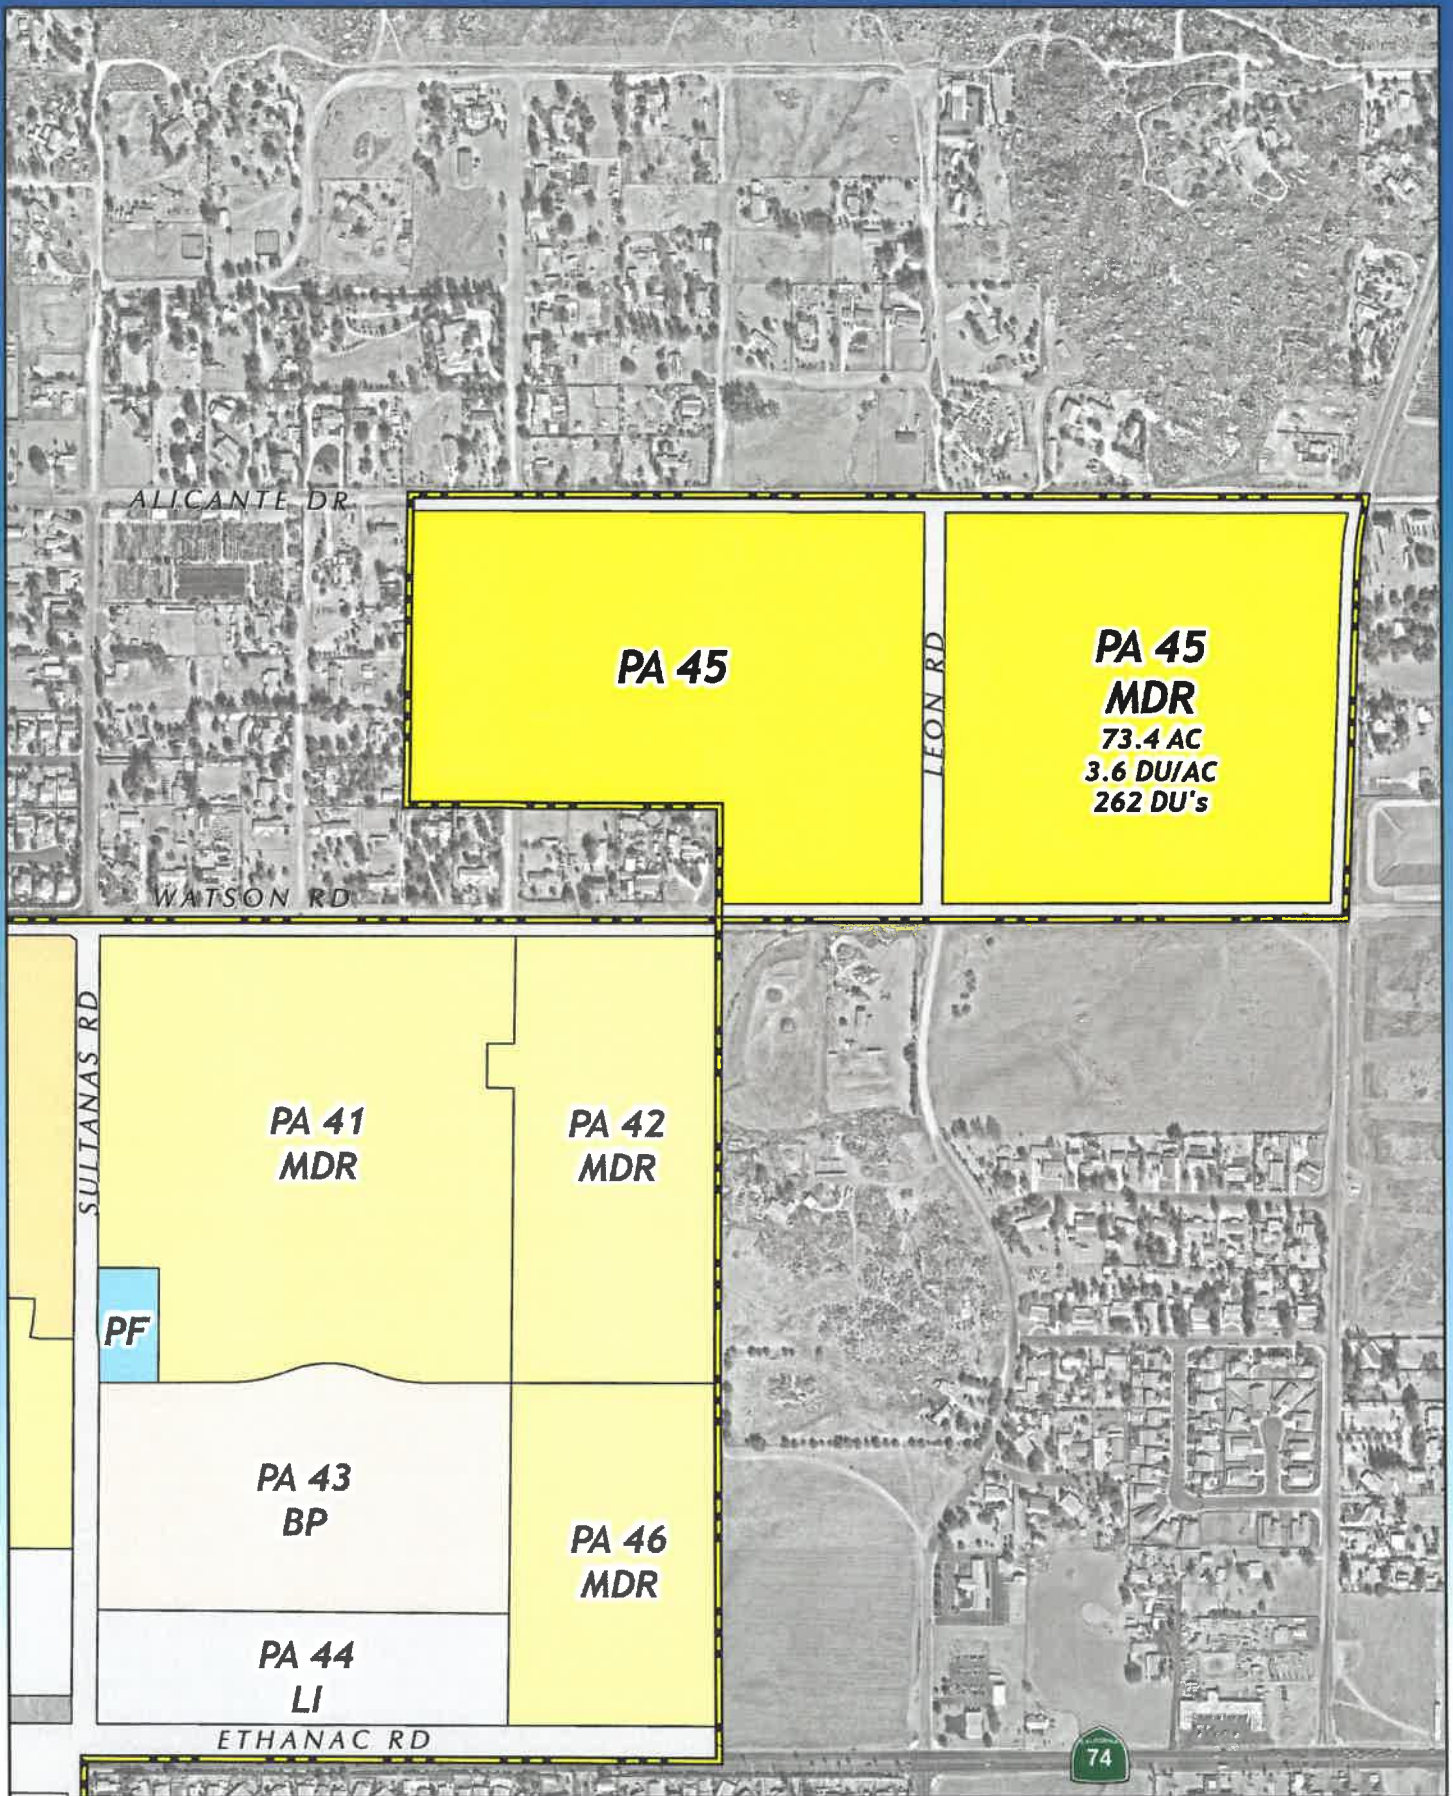 ALICANTE DR
PA 45
LEON RD
PA 45
MDR
73.4 AC
3.6 DU/AC
262 DU's
WATSON RD
SULTANAS RD
PA 41
MDR
PA 42
MDR
PF
PA 43
BP
PA 46
MDR
PA 44
LI
ETHANAC RD
CALIFORNIA
74